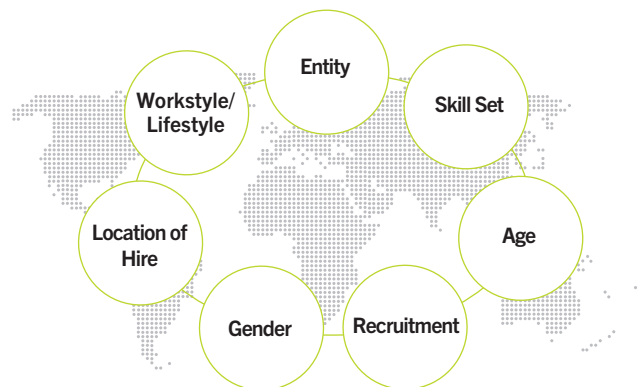 Entity
Skill Set
Age
Recruitment
Gender
Location of
Hire
Workstyle/
Lifestyle